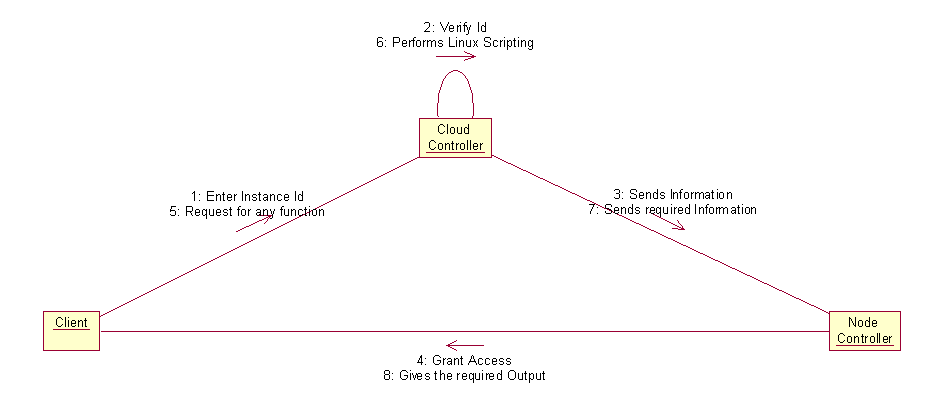 2: Verify Id
6: Performs Linux Scripting
Cloud
Controller
1: Enter Instance Id
5: Request for any function
3: Sends Information
7: Sends required Information
Client
Node
Controller
4: Grant Access
8: Gives the required Output